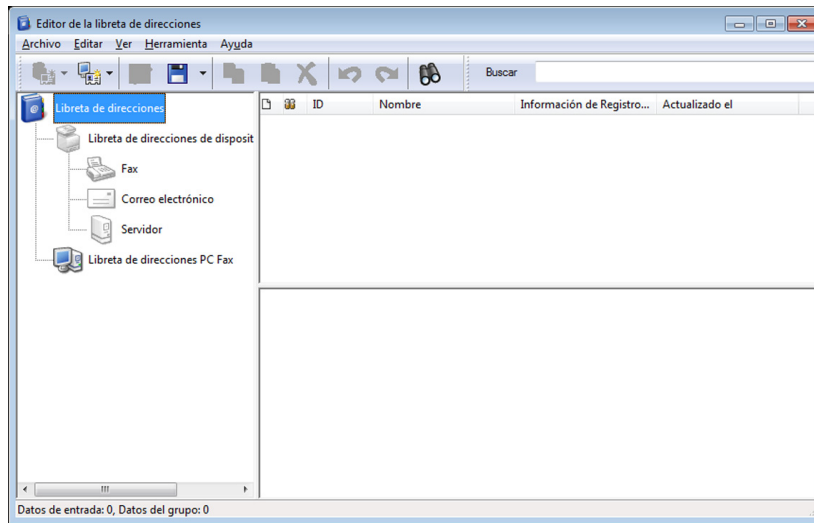 Editor de la libreta de direcciones
Archivo Editar Ver Herramienta Ayuda
Buscar
Libreta de direcciones
Libreta de direcciones de disposit
Fax
Correo electrónico
Servidor
Libreta de direcciones PC Fax
ID Nombre Información de Registro... Actualizado el
Datos de entrada: 0, Datos del grupo: 0